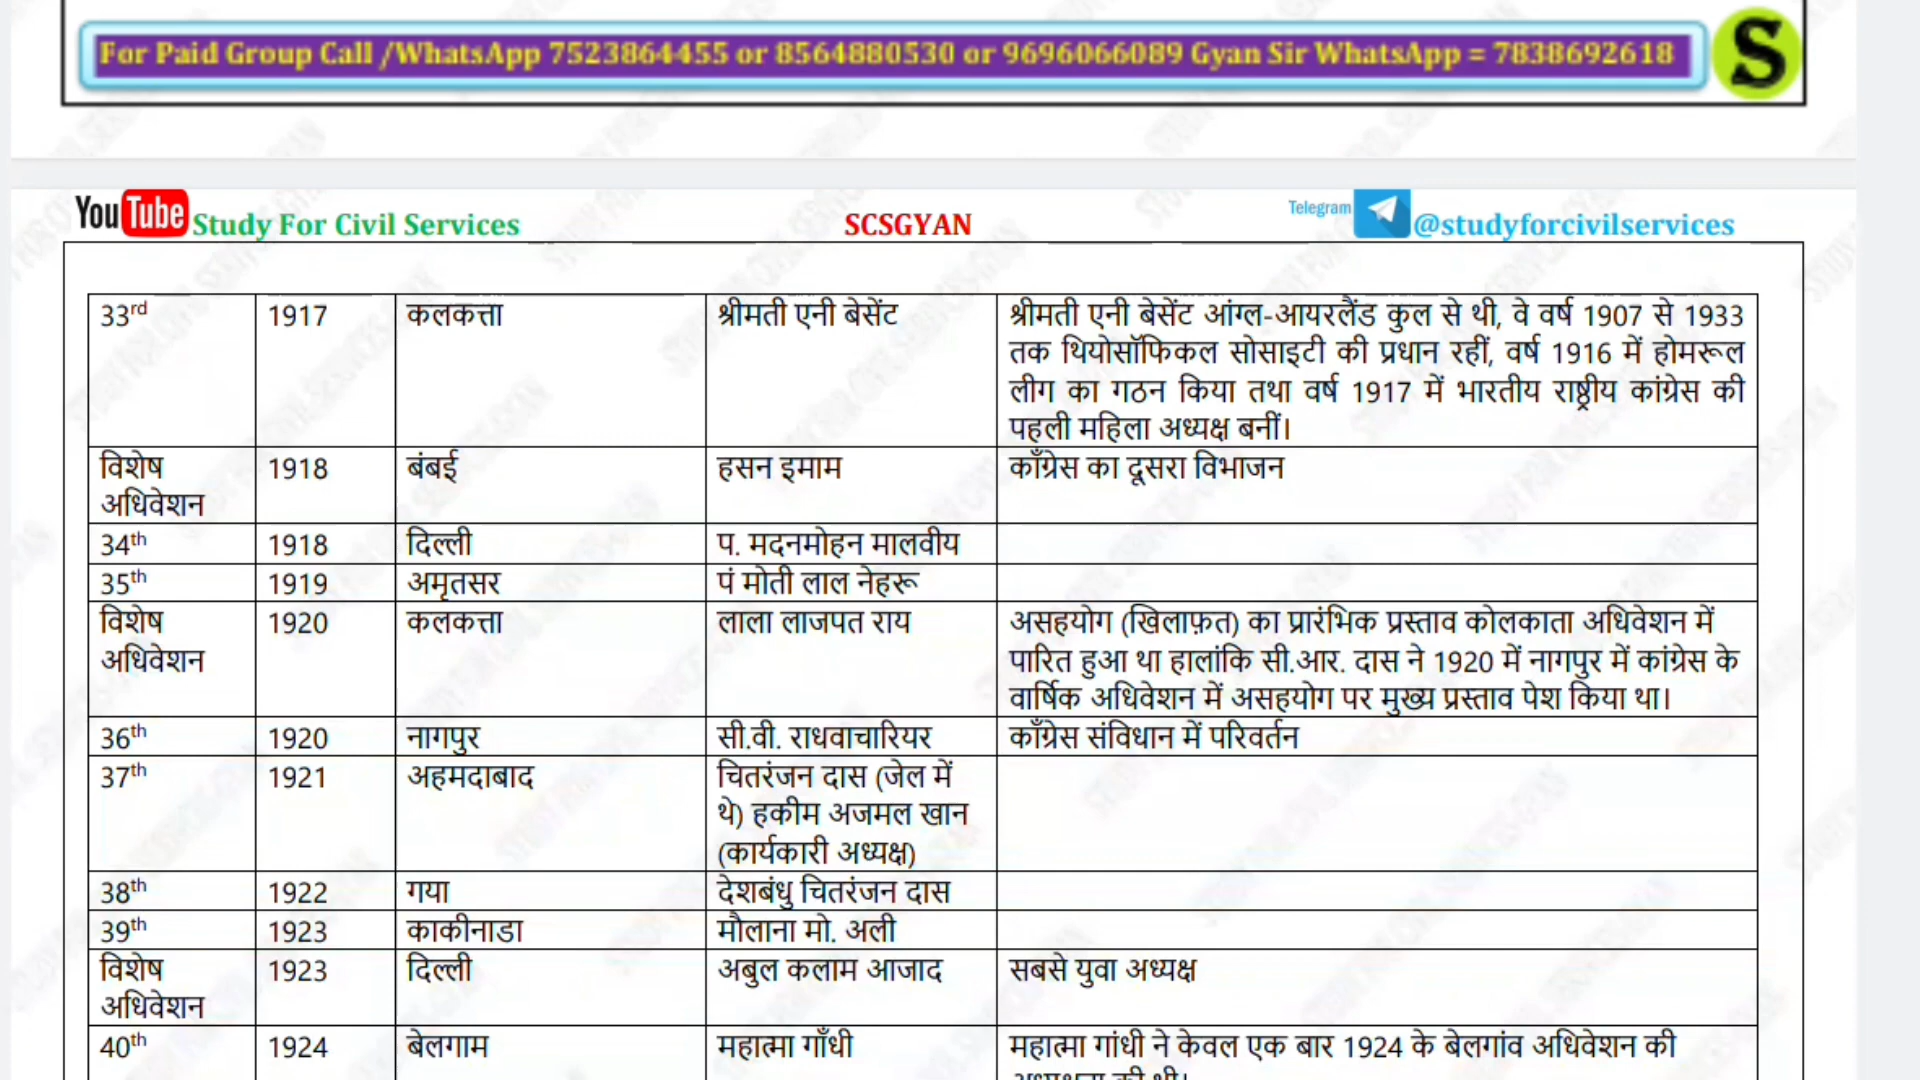 For Paid Group Call /WhatsApp 7523864455 or 8564880530 or 9696066089 Gyan Sir WhatsApp = 7838692618
S
YouTube Study For Civil Services SCSGYAN Telegram @studyforcivilservices
33rd 1917 कलकत्ता श्रीमती एनी बेसेंट श्रीमती एनी बेसेंट आंग्ल-आयरलैंड कुल से थी, वे वर्ष 1907 से 1933
तक थियोसॉफिकल सोसाइटी की प्रधान रहीं, वर्ष 1916 में होमरूल
लीग का गठन किया तथा वर्ष 1917 में भारतीय राष्ट्रीय कांग्रेस की
पहली महिला अध्यक्ष बनीं।
विशेष 1918 बंबई हसन इमाम काँग्रेस का दूसरा विभाजन
अधिवेशन
34th 1918 दिल्ली प. मदनमोहन मालवीय
35th 1919 अमृतसर पं मोती लाल नेहरू
विशेष 1920 कलकत्ता लाला लाजपत राय असहयोग (खिलाफ़त) का प्रारंभिक प्रस्ताव कोलकाता अधिवेशन में
अधिवेशन पारित हुआ था हालांकि सी.आर. दास ने 1920 में नागपुर में कांग्रेस के
वार्षिक अधिवेशन में असहयोग पर मुख्य प्रस्ताव पेश किया था।
36th 1920 नागपुर सी.वी. राधवाचारियर काँग्रेस संविधान में परिवर्तन
37th 1921 अहमदाबाद चितरंजन दास (जेल में
थे) हकीम अजमल खान
(कार्यकारी अध्यक्ष)
38th 1922 गया देशबंधु चितरंजन दास
39th 1923 काकीनाडा मौलाना मो. अली
विशेष 1923 दिल्ली अबुल कलाम आजाद सबसे युवा अध्यक्ष
अधिवेशन
40th 1924 बेलगाम महात्मा गाँधी महात्मा गांधी ने केवल एक बार 1924 के बेलगांव अधिवेशन की